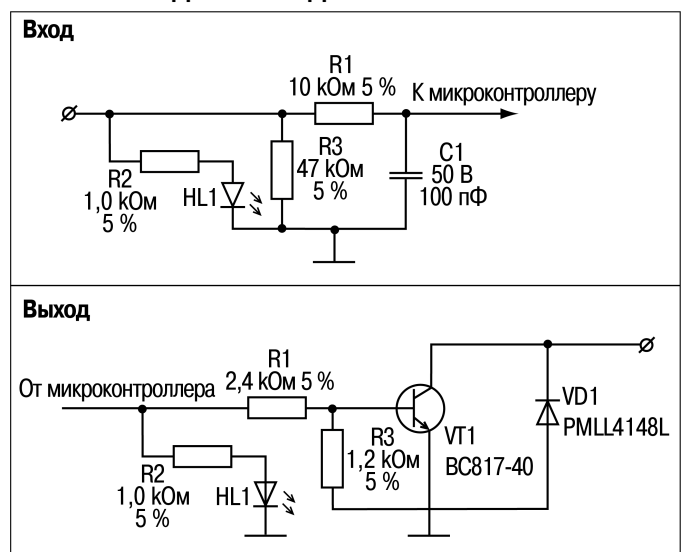 Вход
R1
10 kОм 5 %
К микроконтроллеру
R3
47 kОм
5 %
C1
50 В
100 пФ
R2
1,0 kОм
5 %
HL1
Выход
От микроконтроллера
R1
2,4 kОм 5 %
VD1
PMLL4148L
R3
1,2 kОм
5 %
VT1
BC817-40
R2
1,0 kОм
5 %
HL1